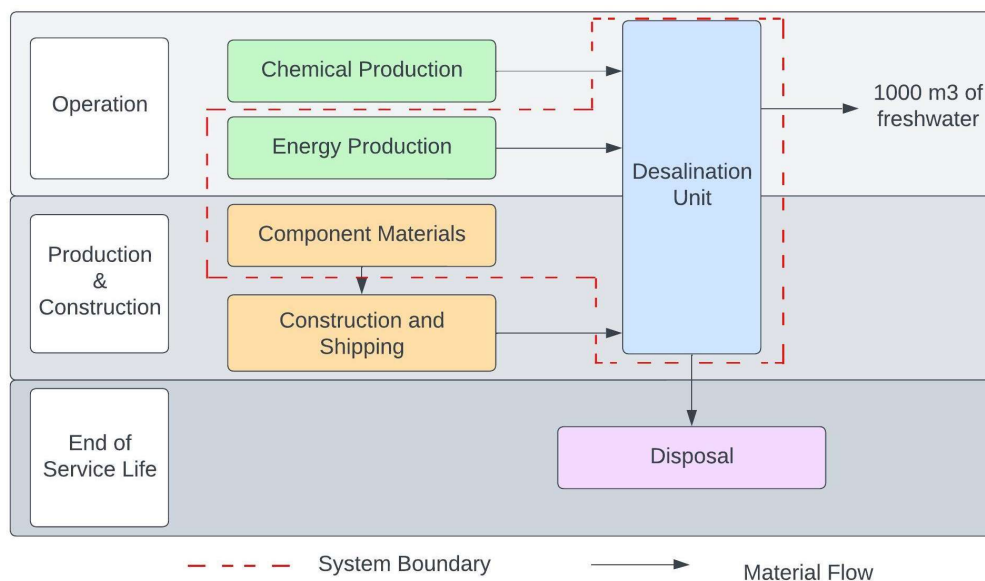 Operation
Chemical Production
Energy Production
Desalination
Unit
1000 m3 of
freshwater
Production
&
Construction
Component Materials
Construction and
Shipping
End of
Service Life
Disposal
System Boundary
Material Flow